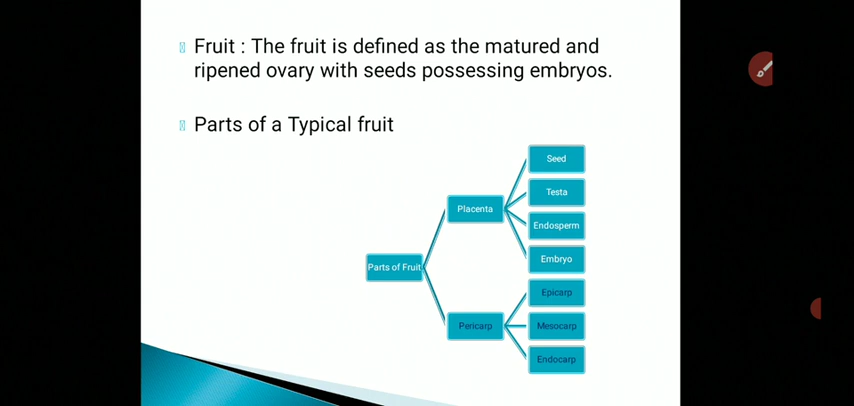 Fruit : The fruit is defined as the matured and
ripened ovary with seeds possessing embryos.
Parts of a Typical fruit
Parts of Fruit
Placenta
Seed
Testa
Endosperm
Embryo
Pericarp
Epicarp
Mesocarp
Endocarp